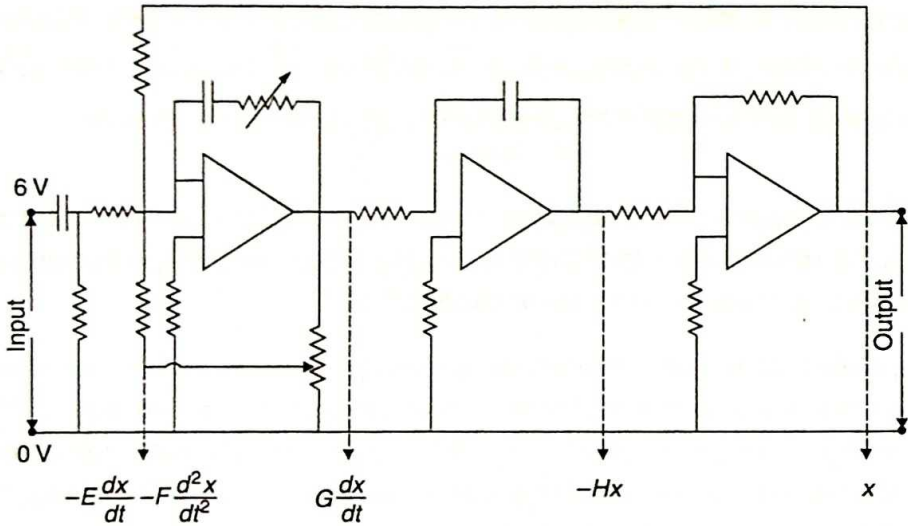 6 V
Input
Output
0 V
-E dx/dt -F d²x/dt²
G dx/dt
-Hx
x